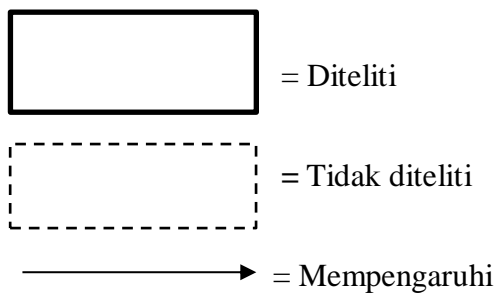 = Diteliti
= Tidak diteliti
= Mempengaruhi